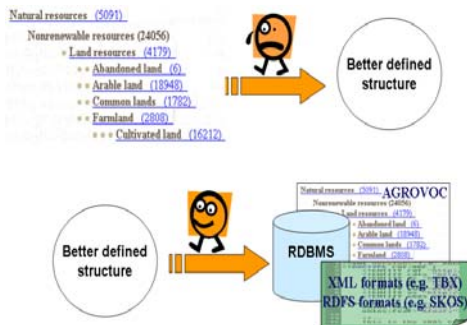 Natural resources (5091)
Nonrenewable resources (24056)
Land resources (4179)
Abandoned land (6)
Arable land (18948)
Common lands (1782)
Farmland (2808)
Cultivated land (16212)
Better defined
structure
Better defined
structure
RDBMS
Natural resources (5091) AGROVOC
Nonrenewable resources (24056)
Land resources (4179)
Abandoned land (6)
Arable land (18948)
Common lands (1782)
Farmland (2808)
XML formats (e.g. TBX)
RDFS formats (e.g. SKOS)